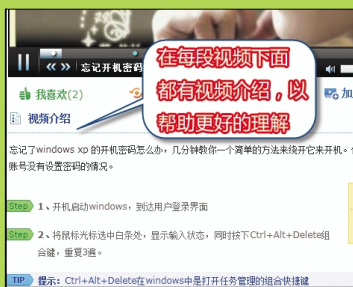 忘记开机密码
在每段视频下面
都有视频介绍，以
帮助更好的理解
我喜欢(2)
加
视频介绍
忘记了windows xp 的开机密码怎么办，几分钟教你一个简单的方法来绕开它来开机。
账号没有设置密码的情况。
Step 1、开机启动windows，到达用户登录界面
Step 2、将鼠标光标选中白条处，显示输入状态，同时按下Ctrl+Alt+Delete组
合键，重复3遍。
TIP 提示：Ctrl+Alt+Delete在windows中是打开任务管理的组合快捷键